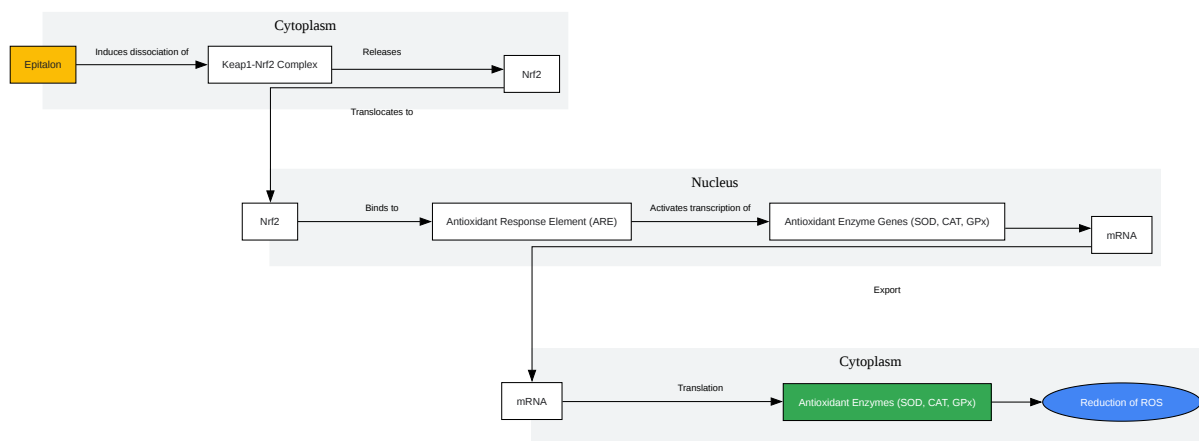 Cytoplasm
Epitalon
Induces dissociation of
Keap1-Nrf2 Complex
Releases
Nrf2
Translocates to
Nucleus
Nrf2
Binds to
Antioxidant Response Element (ARE)
Activates transcription of
Antioxidant Enzyme Genes (SOD, CAT, GPx)
mRNA
Export
Cytoplasm
mRNA
Translation
Antioxidant Enzymes (SOD, CAT, GPx)
Reduction of ROS